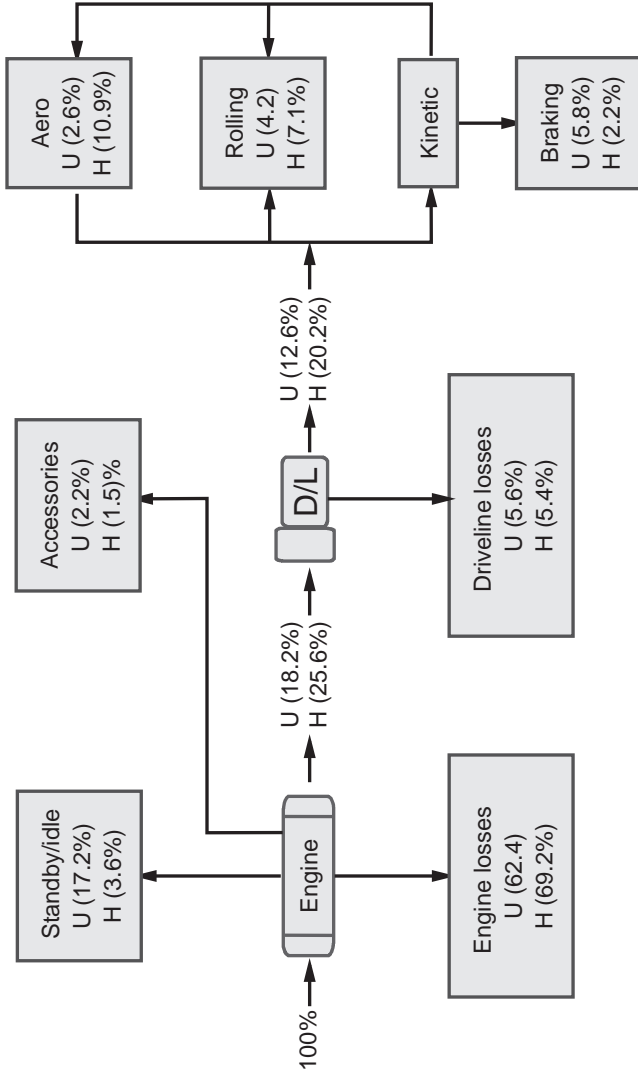 Standby/idle
U (17.2%)
H (3.6%)
Accessories
U (2.2%)
H (1.5)%
Aero
U (2.6%)
H (10.9%)
100%
Engine
U (18.2%)
H (25.6%)
D/L
U (12.6%)
H (20.2%)
Rolling
U (4.2)
H (7.1%)
Kinetic
Engine losses
U (62.4)
H (69.2%)
Driveline losses
U (5.6%)
H (5.4%)
Braking
U (5.8%)
H (2.2%)